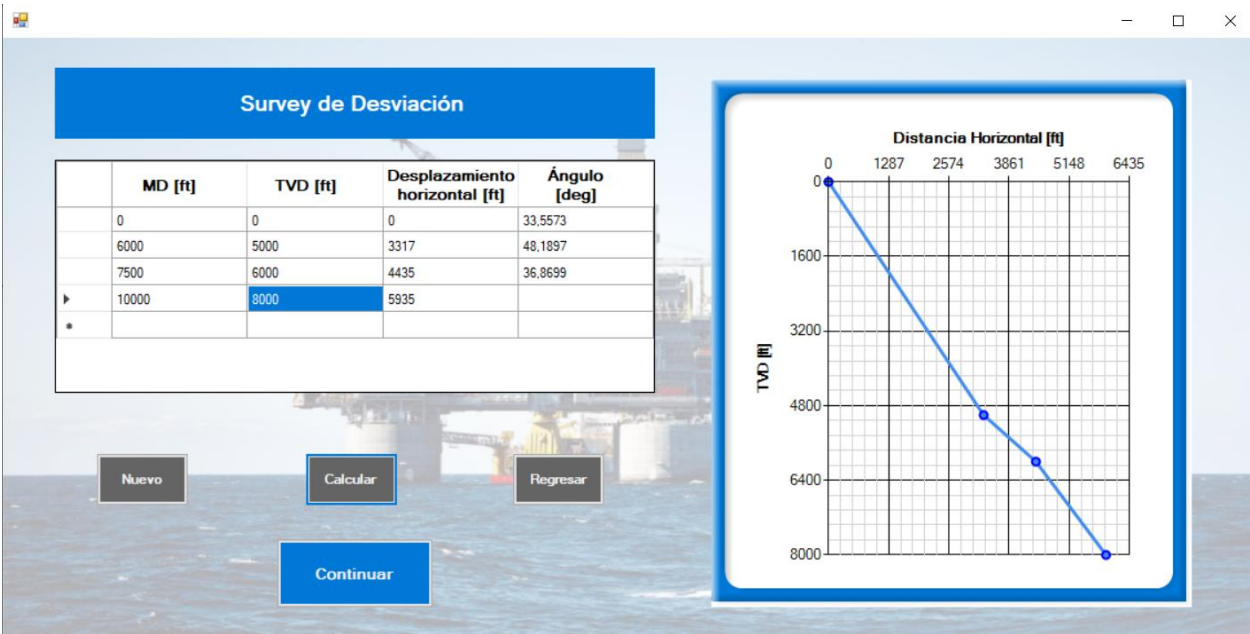 Survey de Desviación
MD [ft] TVD [ft] Desplazamiento horizontal [ft] Ángulo [deg]
0 0 0 33,5573
6000 5000 3317 48,1897
7500 6000 4435 36,8699
10000 8000 5935
*
Nuevo Calcular Regresar
Continuar
Distancia Horizontal [ft]
0 1287 2574 3861 5148 6435
0
1600
3200
TVD [ft]
4800
6400
8000